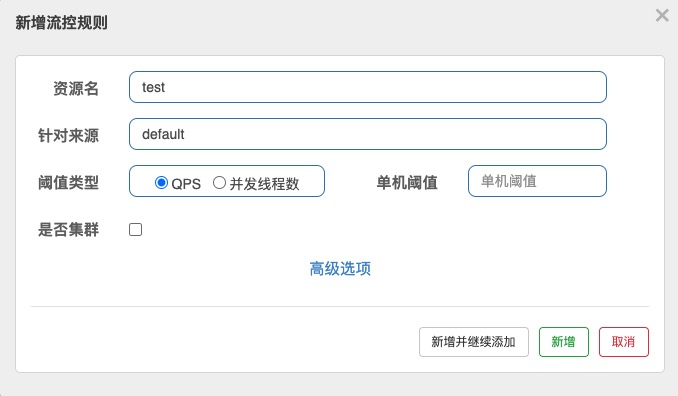 新增流控规则
资源名 test
针对来源 default
阈值类型 QPS 并发线程数 单机阈值 单机阈值
是否集群
高级选项
新增并继续添加 新增 取消